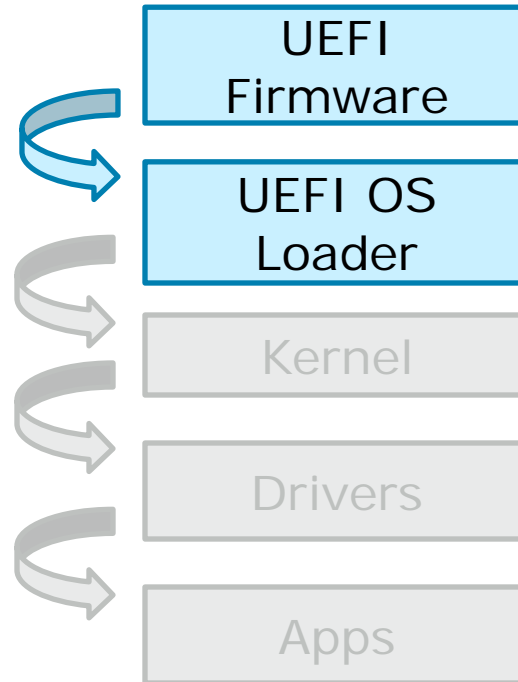 UEFI
Firmware
UEFI OS
Loader
Kernel
Drivers
Apps